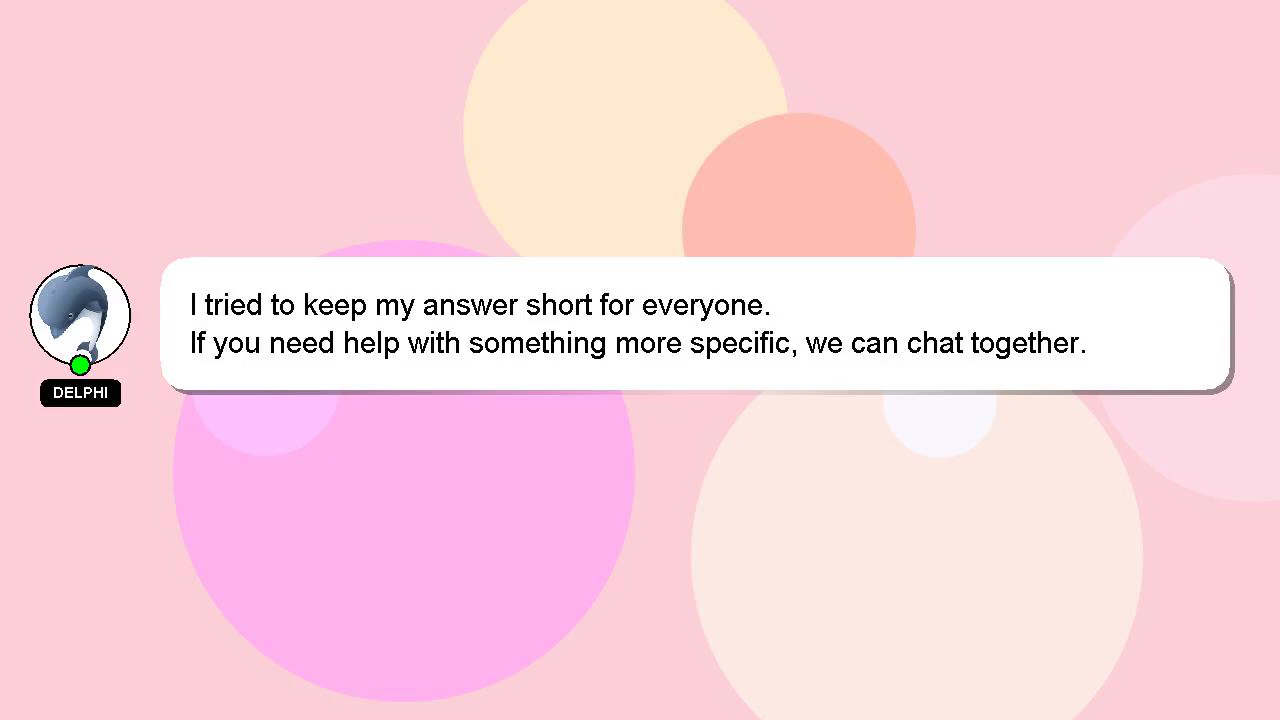 I tried to keep my answer short for everyone.
If you need help with something more specific, we can chat together.
DELPHI